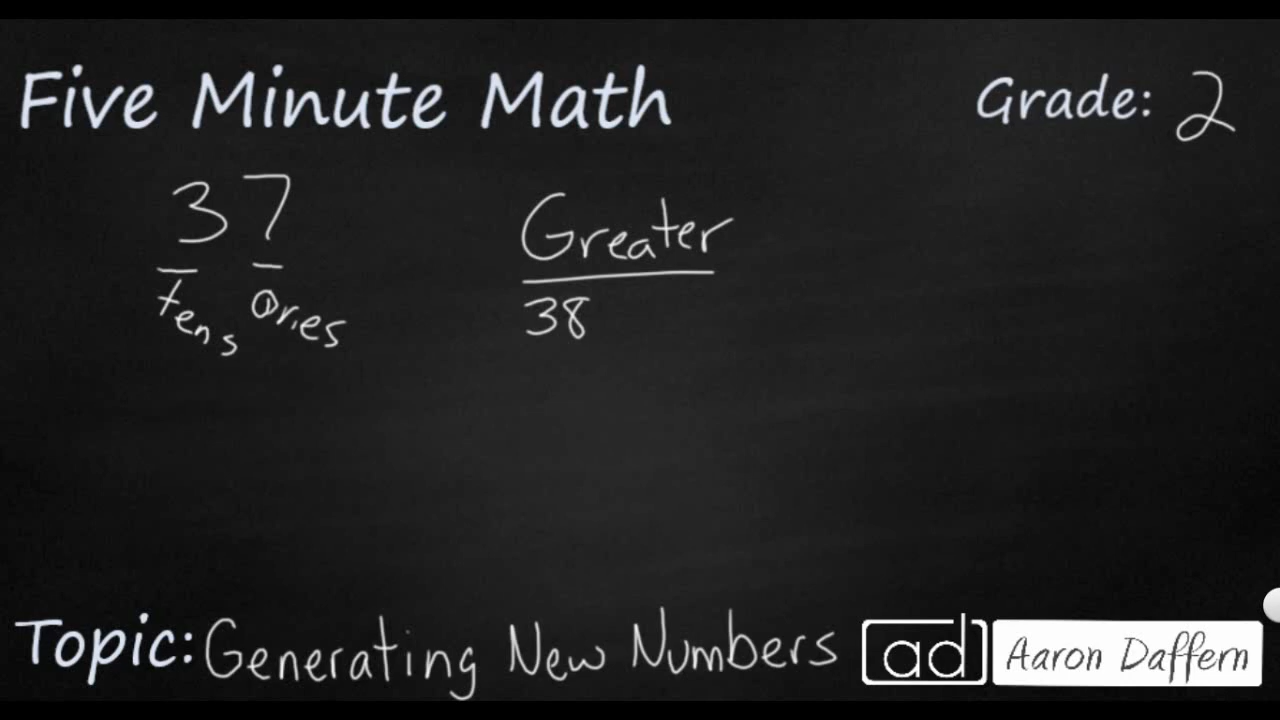 Five Minute Math
Grade: 2
37
tens ones
Greater
38
Topic: Generating New Numbers
ad Aaron Daffern